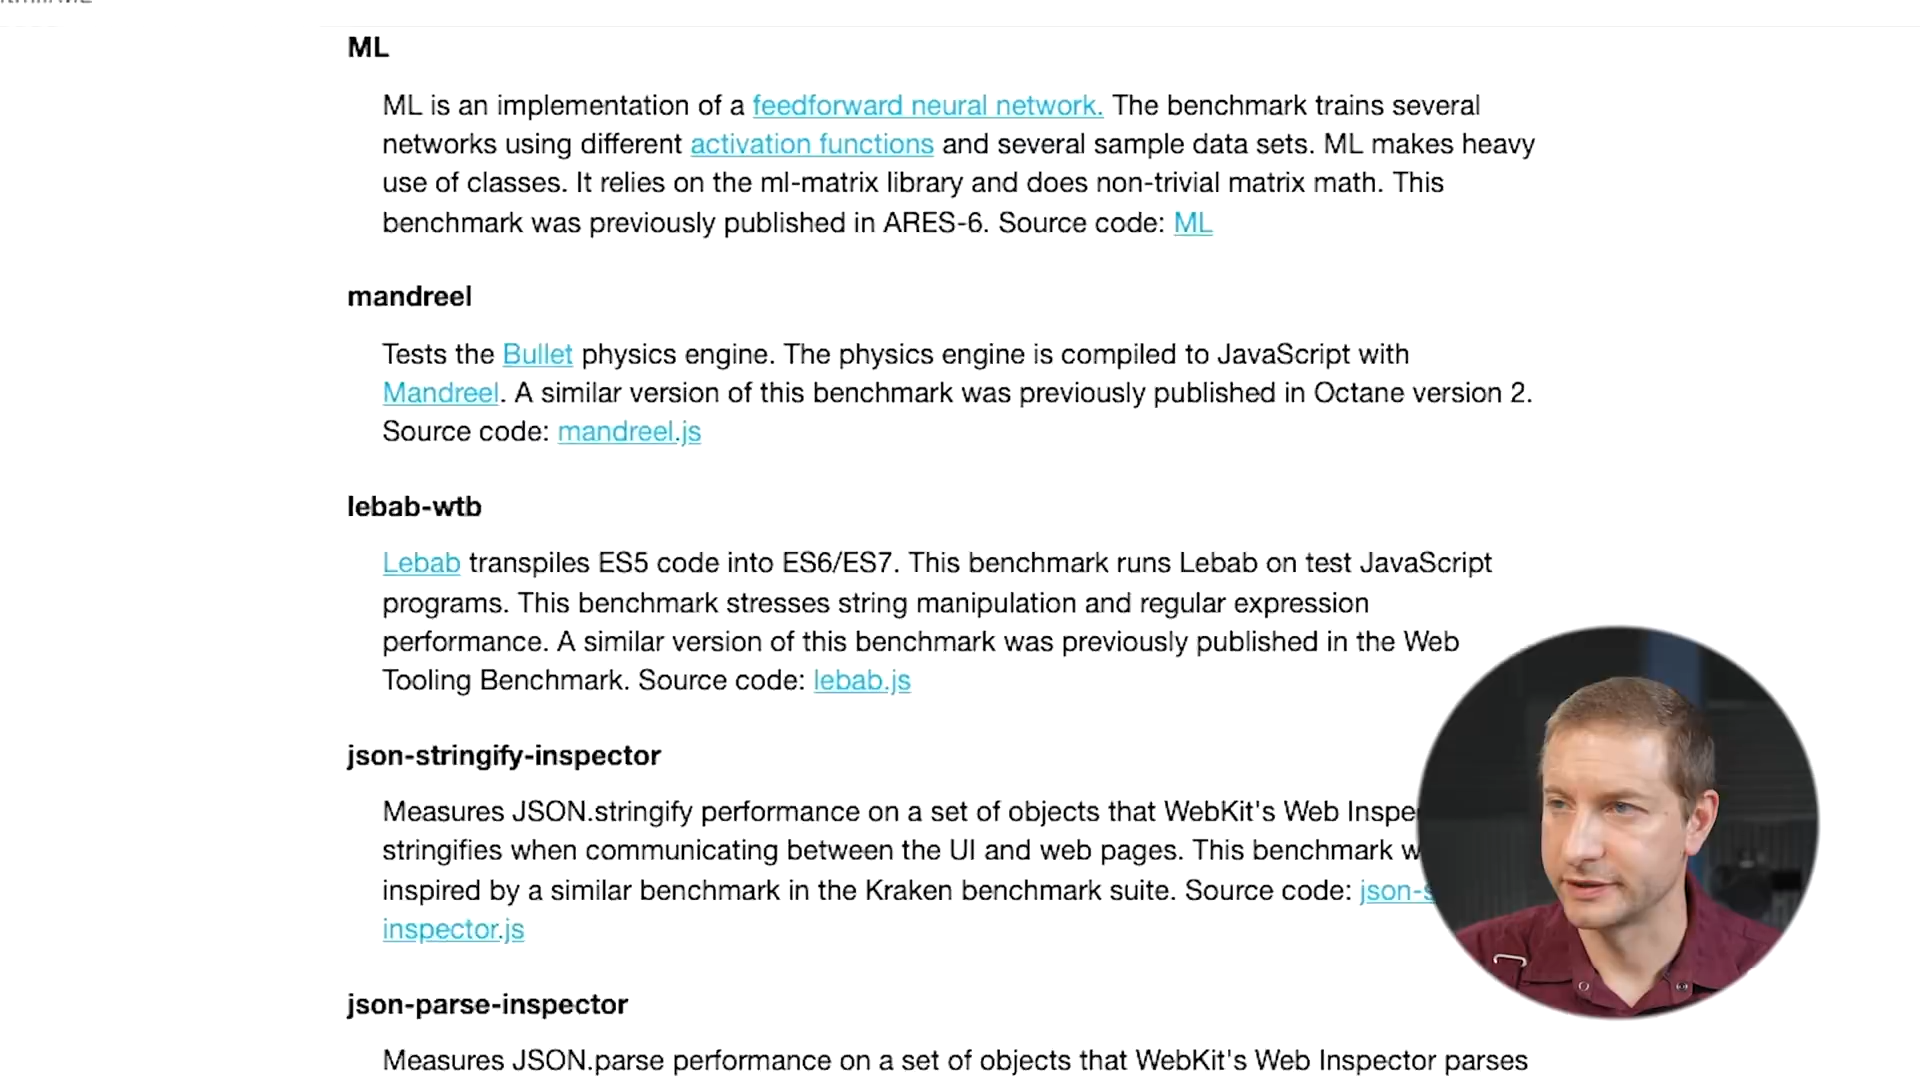 ML
ML is an implementation of a feedforward neural network. The benchmark trains several
networks using different activation functions and several sample data sets. ML makes heavy
use of classes. It relies on the ml-matrix library and does non-trivial matrix math. This
benchmark was previously published in ARES-6. Source code: ML
mandreel
Tests the Bullet physics engine. The physics engine is compiled to JavaScript with
Mandreel. A similar version of this benchmark was previously published in Octane version 2.
Source code: mandreel.js
lebab-wtb
Lebab transpiles ES5 code into ES6/ES7. This benchmark runs Lebab on test JavaScript
programs. This benchmark stresses string manipulation and regular expression
performance. A similar version of this benchmark was previously published in the Web
Tooling Benchmark. Source code: lebab.js
json-stringify-inspector
Measures JSON.stringify performance on a set of objects that WebKit's Web
stringifies when communicating between the UI and web pages. This benchmark
inspired by a similar benchmark in the Kraken benchmark suite. Source code:
inspector.js
json-parse-inspector
Measures JSON.parse performance on a set of objects that WebKit's Web Inspector parses